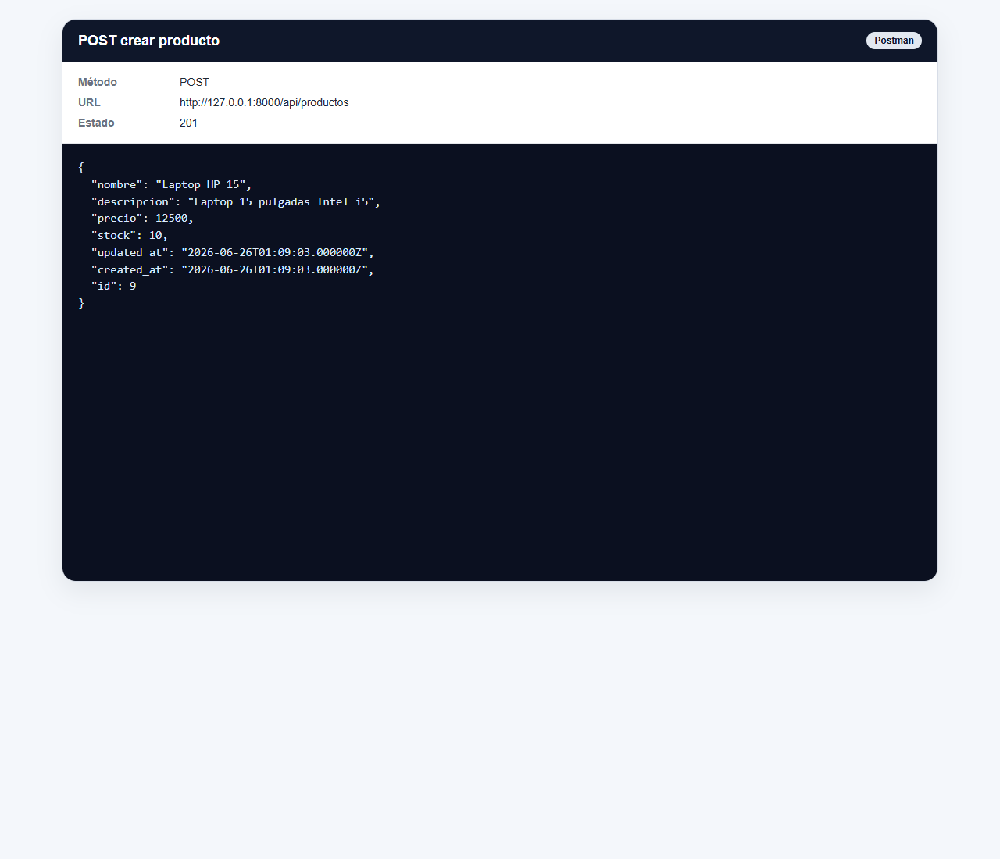 POST crear producto
Postman
Método POST
URL http://127.0.0.1:8000/api/productos
Estado 201
{
  "nombre": "Laptop HP 15",
  "descripcion": "Laptop 15 pulgadas Intel i5",
  "precio": 12500,
  "stock": 10,
  "updated_at": "2026-06-26T01:09:03.000000Z",
  "created_at": "2026-06-26T01:09:03.000000Z",
  "id": 9
}